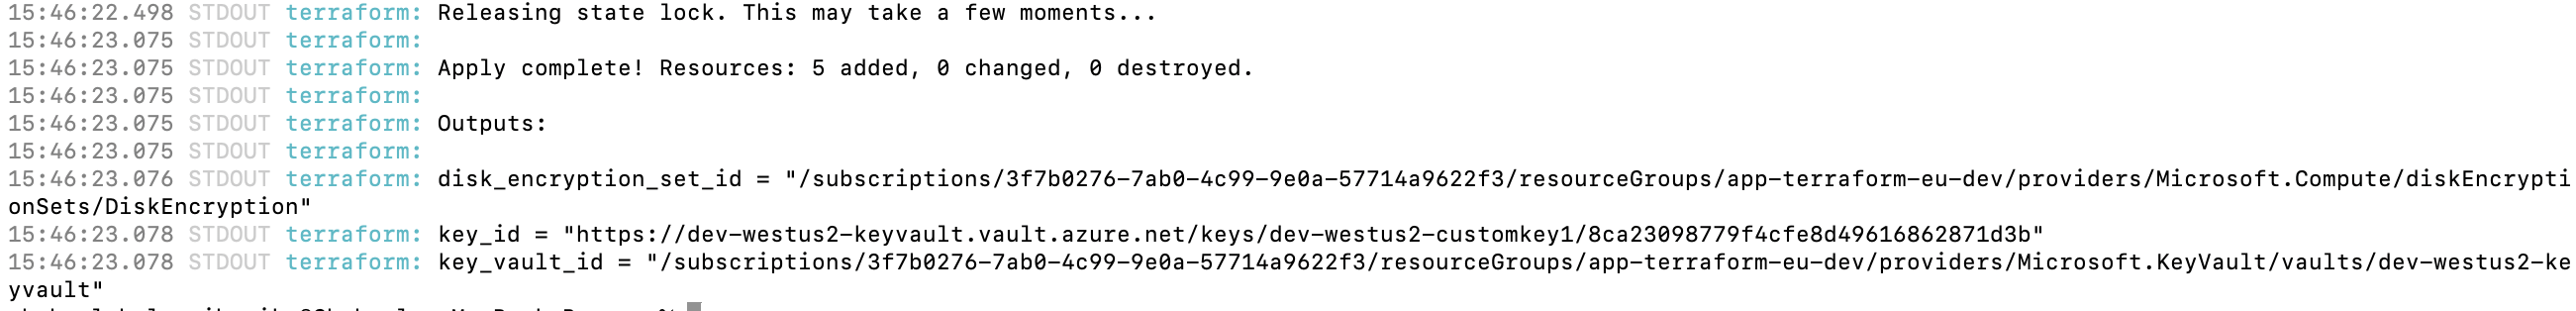 15:46:22.498 STDOUT terraform: Releasing state lock. This may take a few moments...
15:46:23.075 STDOUT terraform:
15:46:23.075 STDOUT terraform: Apply complete! Resources: 5 added, 0 changed, 0 destroyed.
15:46:23.075 STDOUT terraform:
15:46:23.075 STDOUT terraform: Outputs:
15:46:23.075 STDOUT terraform:
15:46:23.076 STDOUT terraform: disk_encryption_set_id = "/subscriptions/3f7b0276-7ab0-4c99-9e0a-57714a9622f3/resourceGroups/app-terraform-eu-dev/providers/Microsoft.Compute/diskEncrypti
onSets/DiskEncryption"
15:46:23.078 STDOUT terraform: key_id = "https://dev-westus2-keyvault.vault.azure.net/keys/dev-westus2-customkey1/8ca23098779f4cfe8d49616862871d3b"
15:46:23.078 STDOUT terraform: key_vault_id = "/subscriptions/3f7b0276-7ab0-4c99-9e0a-57714a9622f3/resourceGroups/app-terraform-eu-dev/providers/Microsoft.KeyVault/vaults/dev-westus2-ke
yvault"